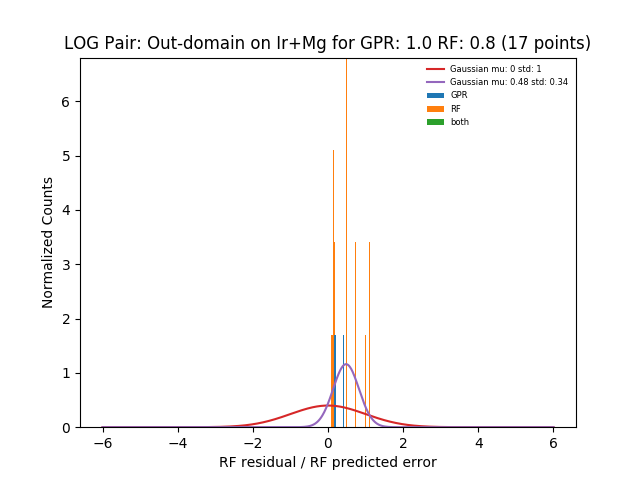 LOG Pair: Out-domain on Ir+Mg for GPR: 1.0 RF: 0.8 (17 points)
Gaussian mu: 0 std: 1
Gaussian mu: 0.48 std: 0.34
GPR
RF
both
Normalized Counts
6
5
4
3
2
1
0
−6 −4 −2 0 2 4 6
RF residual / RF predicted error